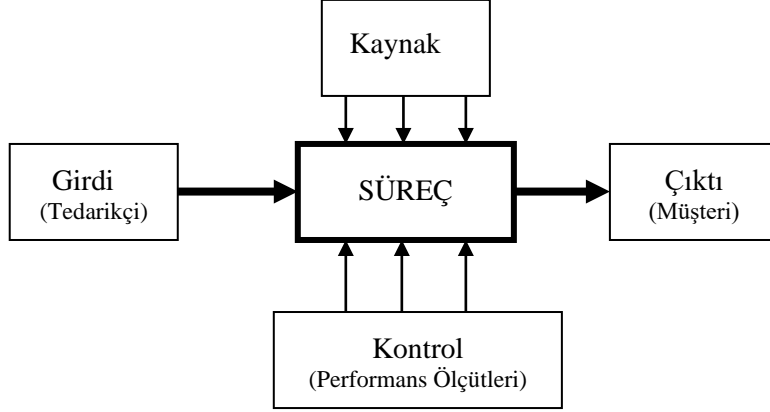 Kaynak
Girdi
(Tedarikçi)
SÜREÇ
Çıktı
(Müşteri)
Kontrol
(Performans Ölçütleri)